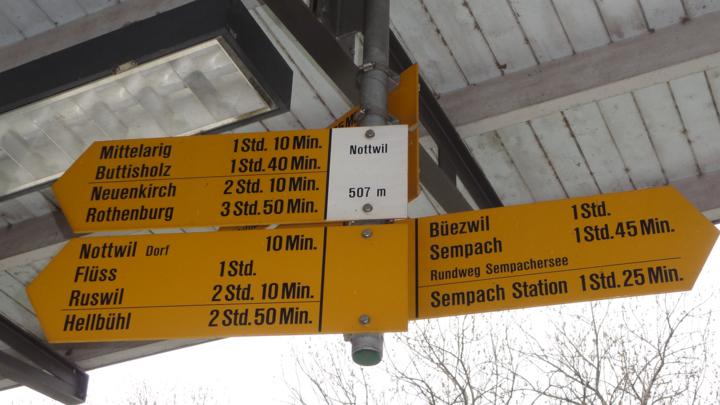 Mittelarig 1 Std. 10 Min.
Buttisholz 1 Std. 40 Min.
Neuenkirch 2 Std. 10 Min.
Rothenburg 3 Std. 50 Min.
Nottwil
507 m
Nottwil Dorf 10 Min.
Flüss 1 Std.
Ruswil 2 Std. 10 Min.
Hellbühl 2 Std. 50 Min.
Büezwil 1 Std.
Sempach 1 Std. 45 Min.
Rundweg Sempachersee
Sempach Station 1 Std. 25 Min.